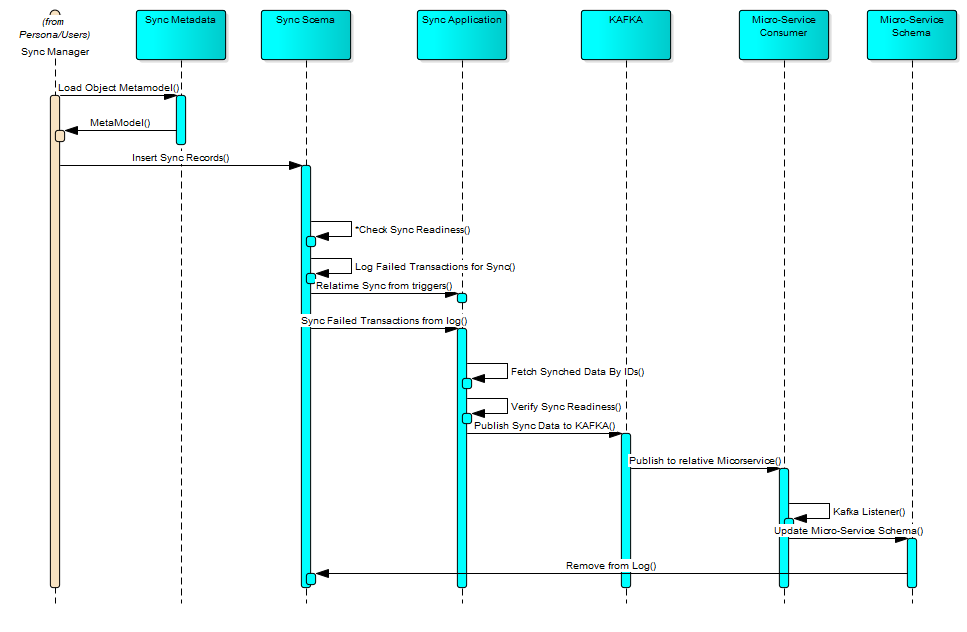 (from
Persona/Users)
Sync Manager
Sync Metadata
Sync Scema
Sync Application
KAFKA
Micro-Service
Consumer
Micro-Service
Schema
Load Object Metamodel()
MetaModel()
Insert Sync Records()
*Check Sync Readiness()
Log Failed Transactions for Sync()
Relatime Sync from triggers()
Sync Failed Transactions from log()
Fetch Synched Data By IDs()
Verify Sync Readiness()
Publish Sync Data to KAFKA()
Publish to relative Micorservice()
Kafka Listener()
Update Micro-Service Schema()
Remove from Log()